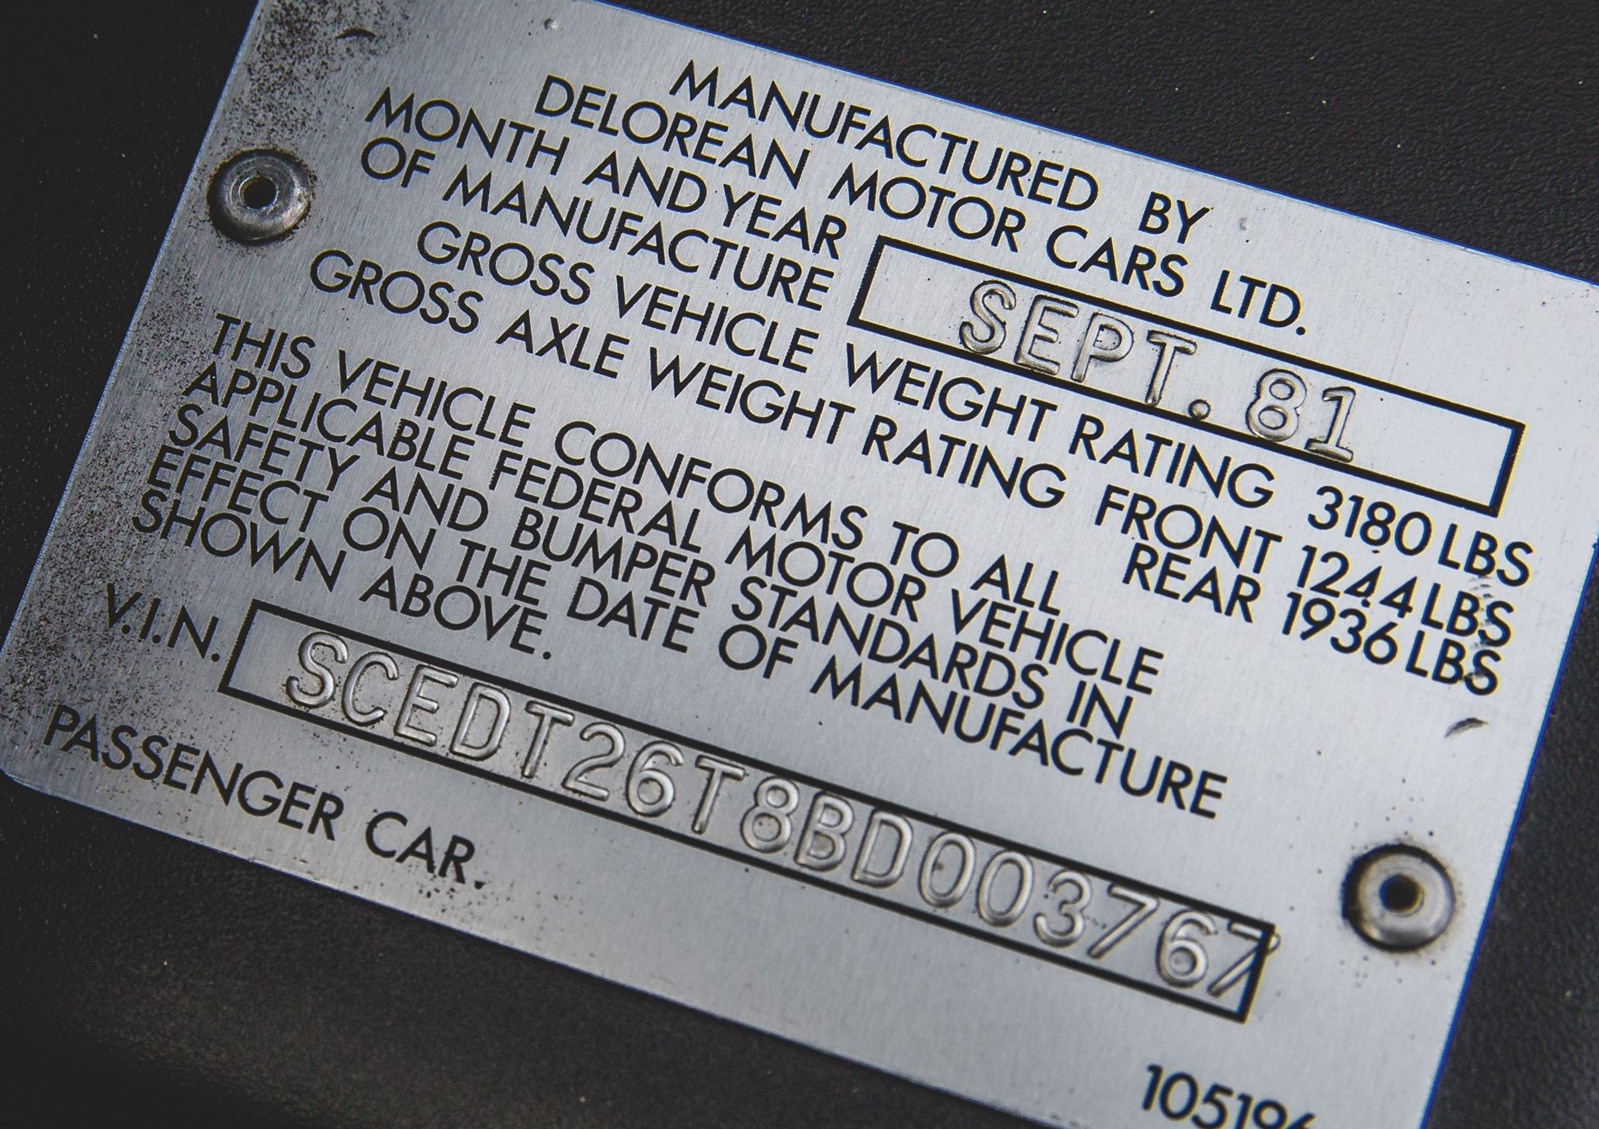 MANUFACTURED BY
DELOREAN MOTOR CARS LTD.
MONTH AND YEAR
OF MANUFACTURE SEPT. 81
GROSS VEHICLE WEIGHT RATING 3180 LBS
GROSS AXLE WEIGHT RATING FRONT 1244 LBS
REAR 1936 LBS
THIS VEHICLE CONFORMS TO ALL
APPLICABLE FEDERAL MOTOR VEHICLE
SAFETY AND BUMPER STANDARDS IN
EFFECT ON THE DATE OF MANUFACTURE
SHOWN ABOVE.
V.I.N. SCEDT26T8BD003767
PASSENGER CAR.